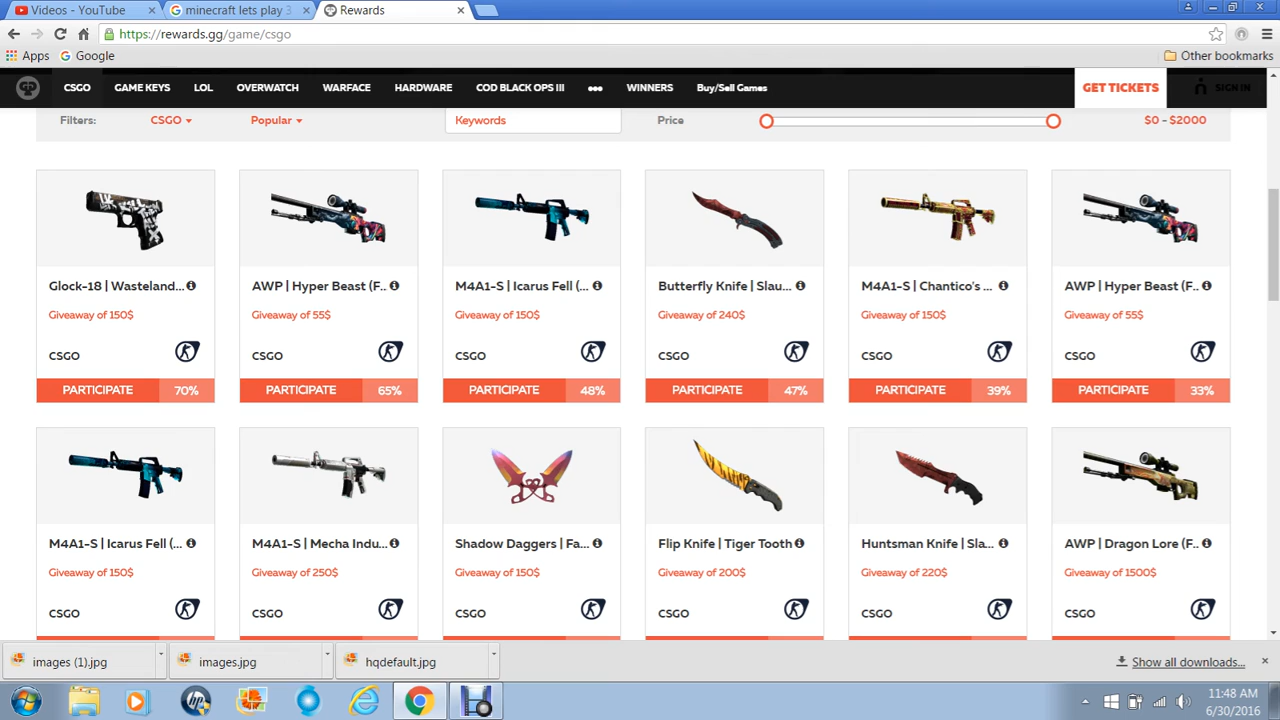 Videos - YouTube
minecraft lets play 3
Rewards
https://rewards.gg/game/csgo
Apps
Google
Other bookmarks
CSGO GAME KEYS LOL OVERWATCH WARFACE HARDWARE COD BLACK OPS III ••• WINNERS Buy/Sell Games GET TICKETS SIGN IN
Filters: CSGO Popular Keywords Price $0 - $2000
Glock-18 | Wasteland... AWP | Hyper Beast (F.. M4A1-S | Icarus Fell (... Butterfly Knife | Slau... M4A1-S | Chantico's ... AWP | Hyper Beast (F..
Giveaway of 150$ Giveaway of 55$ Giveaway of 150$ Giveaway of 240$ Giveaway of 150$ Giveaway of 55$
CSGO CSGO CSGO CSGO CSGO CSGO
PARTICIPATE 70% PARTICIPATE 65% PARTICIPATE 48% PARTICIPATE 47% PARTICIPATE 39% PARTICIPATE 33%
M4A1-S | Icarus Fell (... M4A1-S | Mecha Indu... Shadow Daggers | Fa... Flip Knife | Tiger Tooth Huntsman Knife | Sla... AWP | Dragon Lore (F..
Giveaway of 150$ Giveaway of 250$ Giveaway of 150$ Giveaway of 200$ Giveaway of 220$ Giveaway of 1500$
CSGO CSGO CSGO CSGO CSGO CSGO
images (1).jpg images.jpg hqdefault.jpg Show all downloads...
11:48 AM
6/30/2016